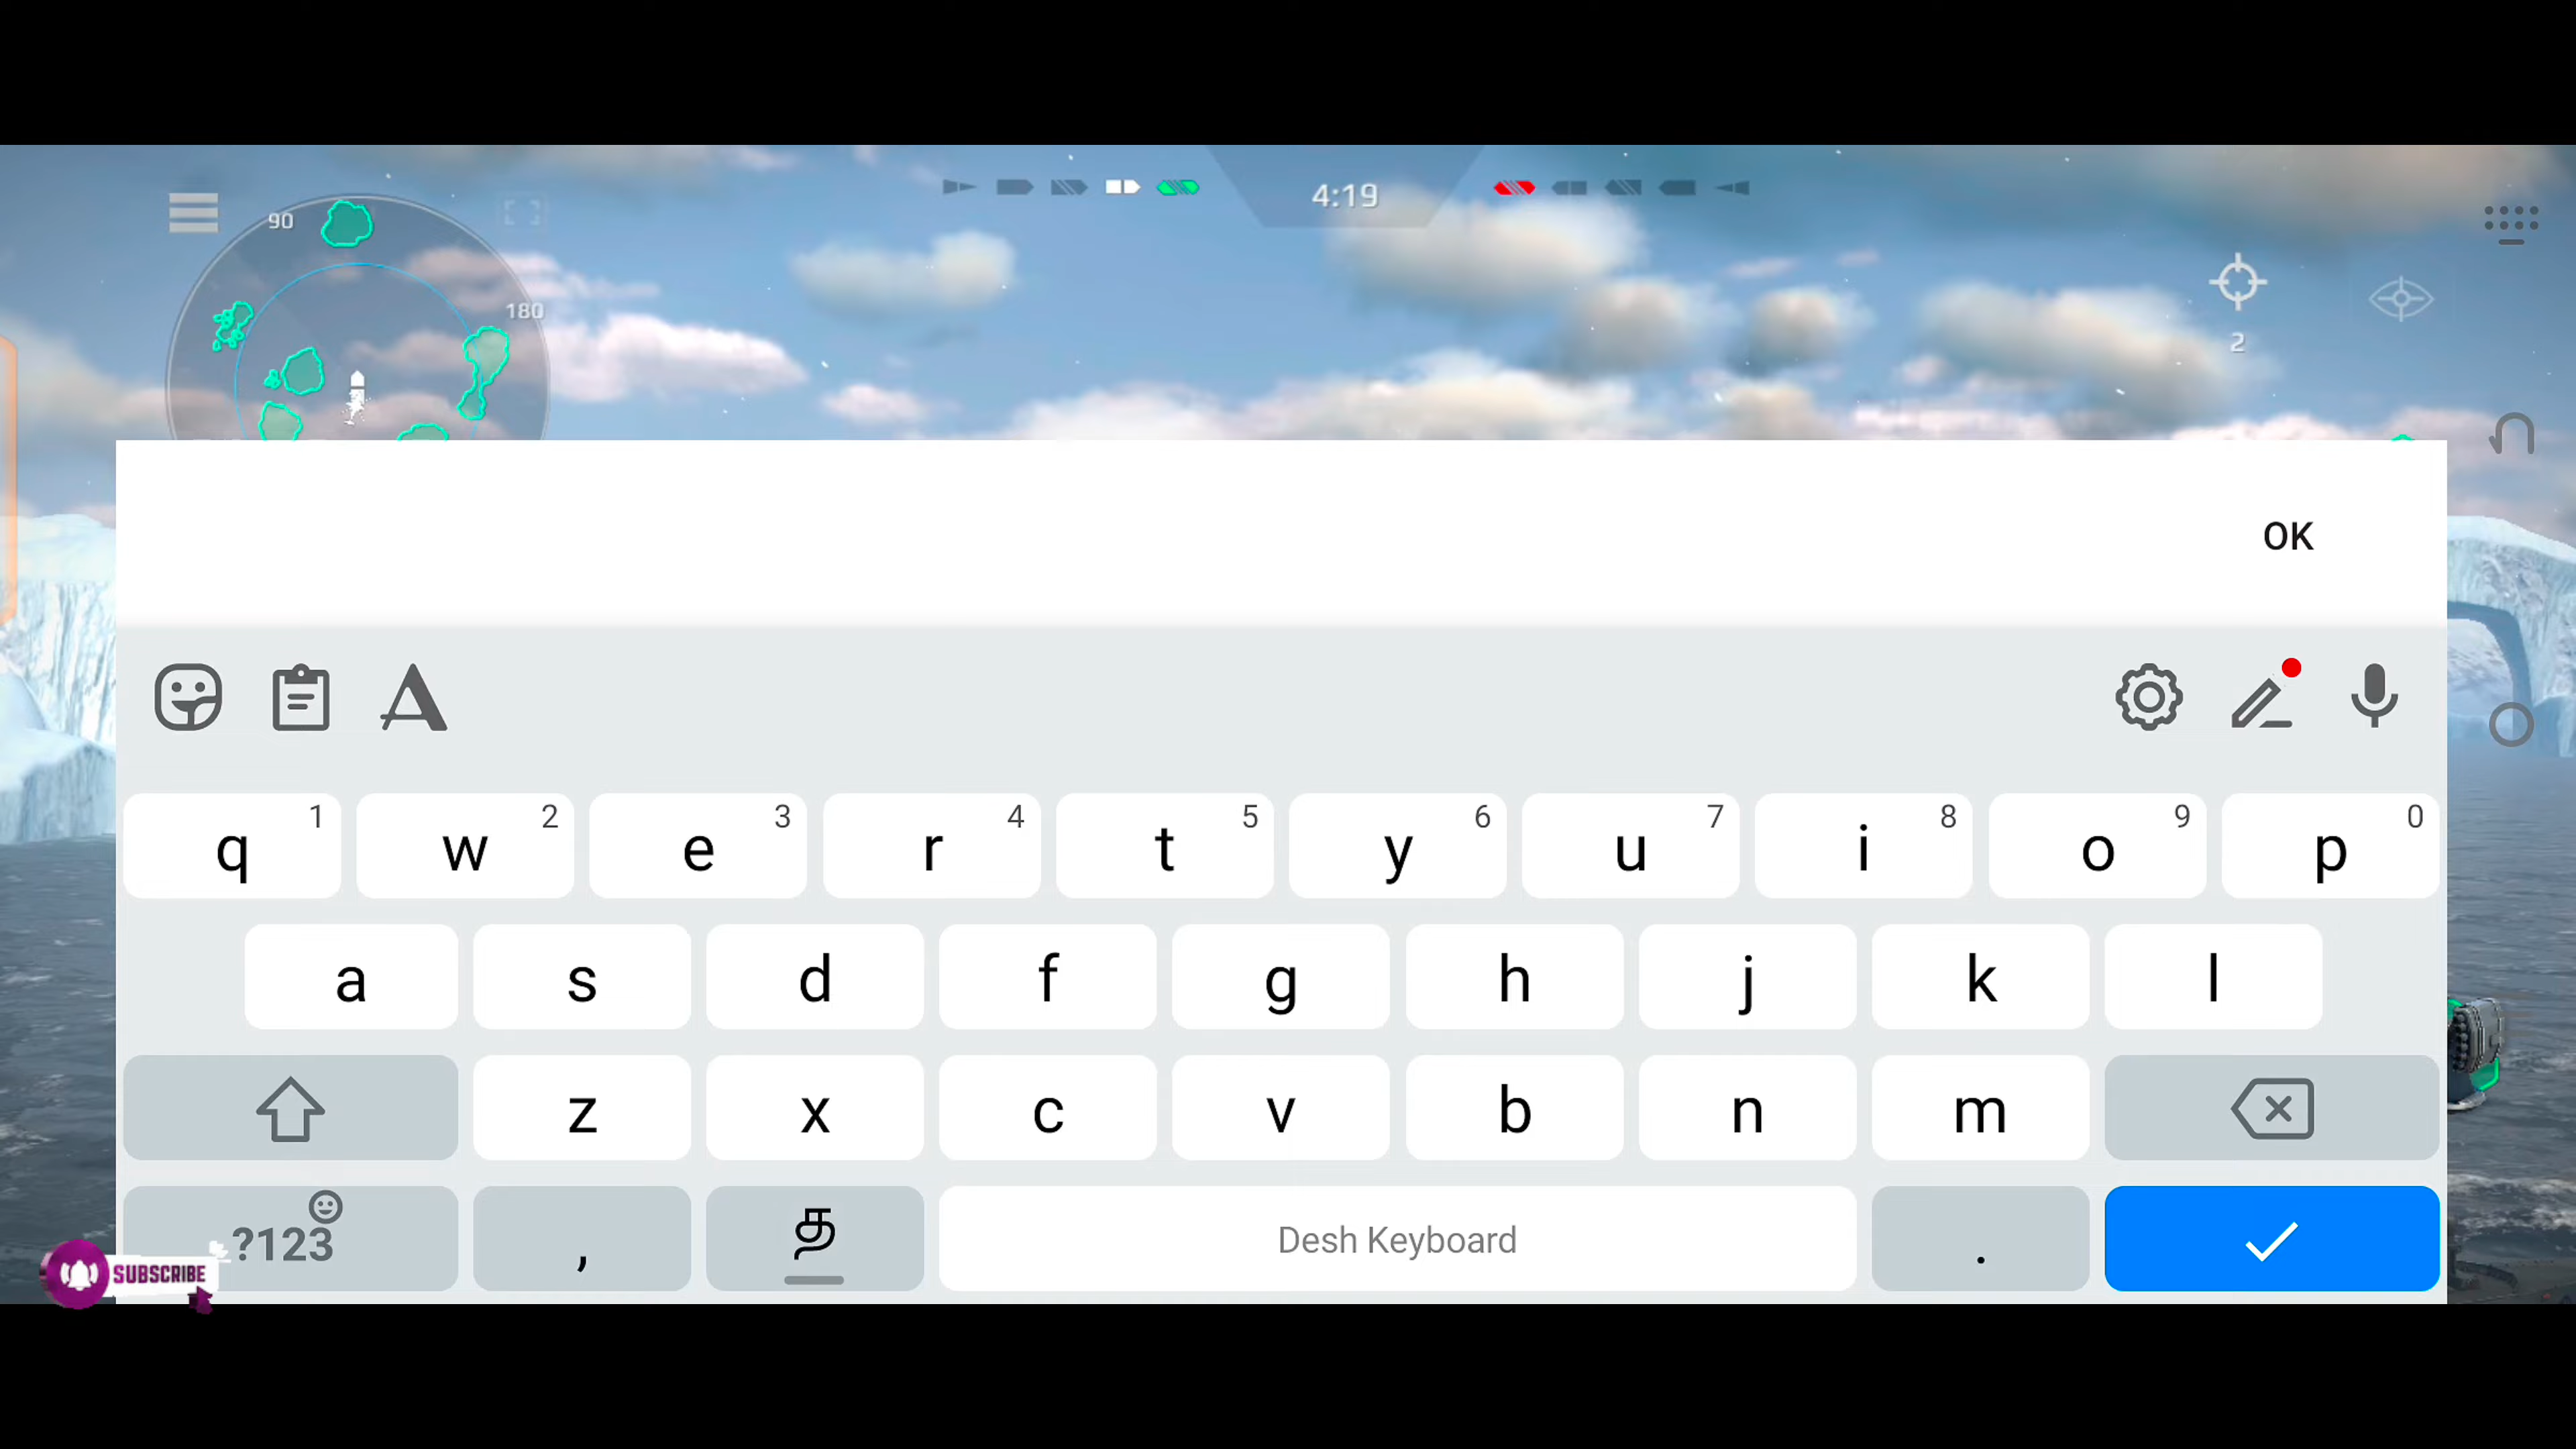 90
4:19
180
2
OK
q 1 w 2 e 3 r 4 t 5 y 6 u 7 i 8 o 9 p 0
a s d f g h j k l
z x c v b n m
?123 , த Desh Keyboard .
SUBSCRIBE